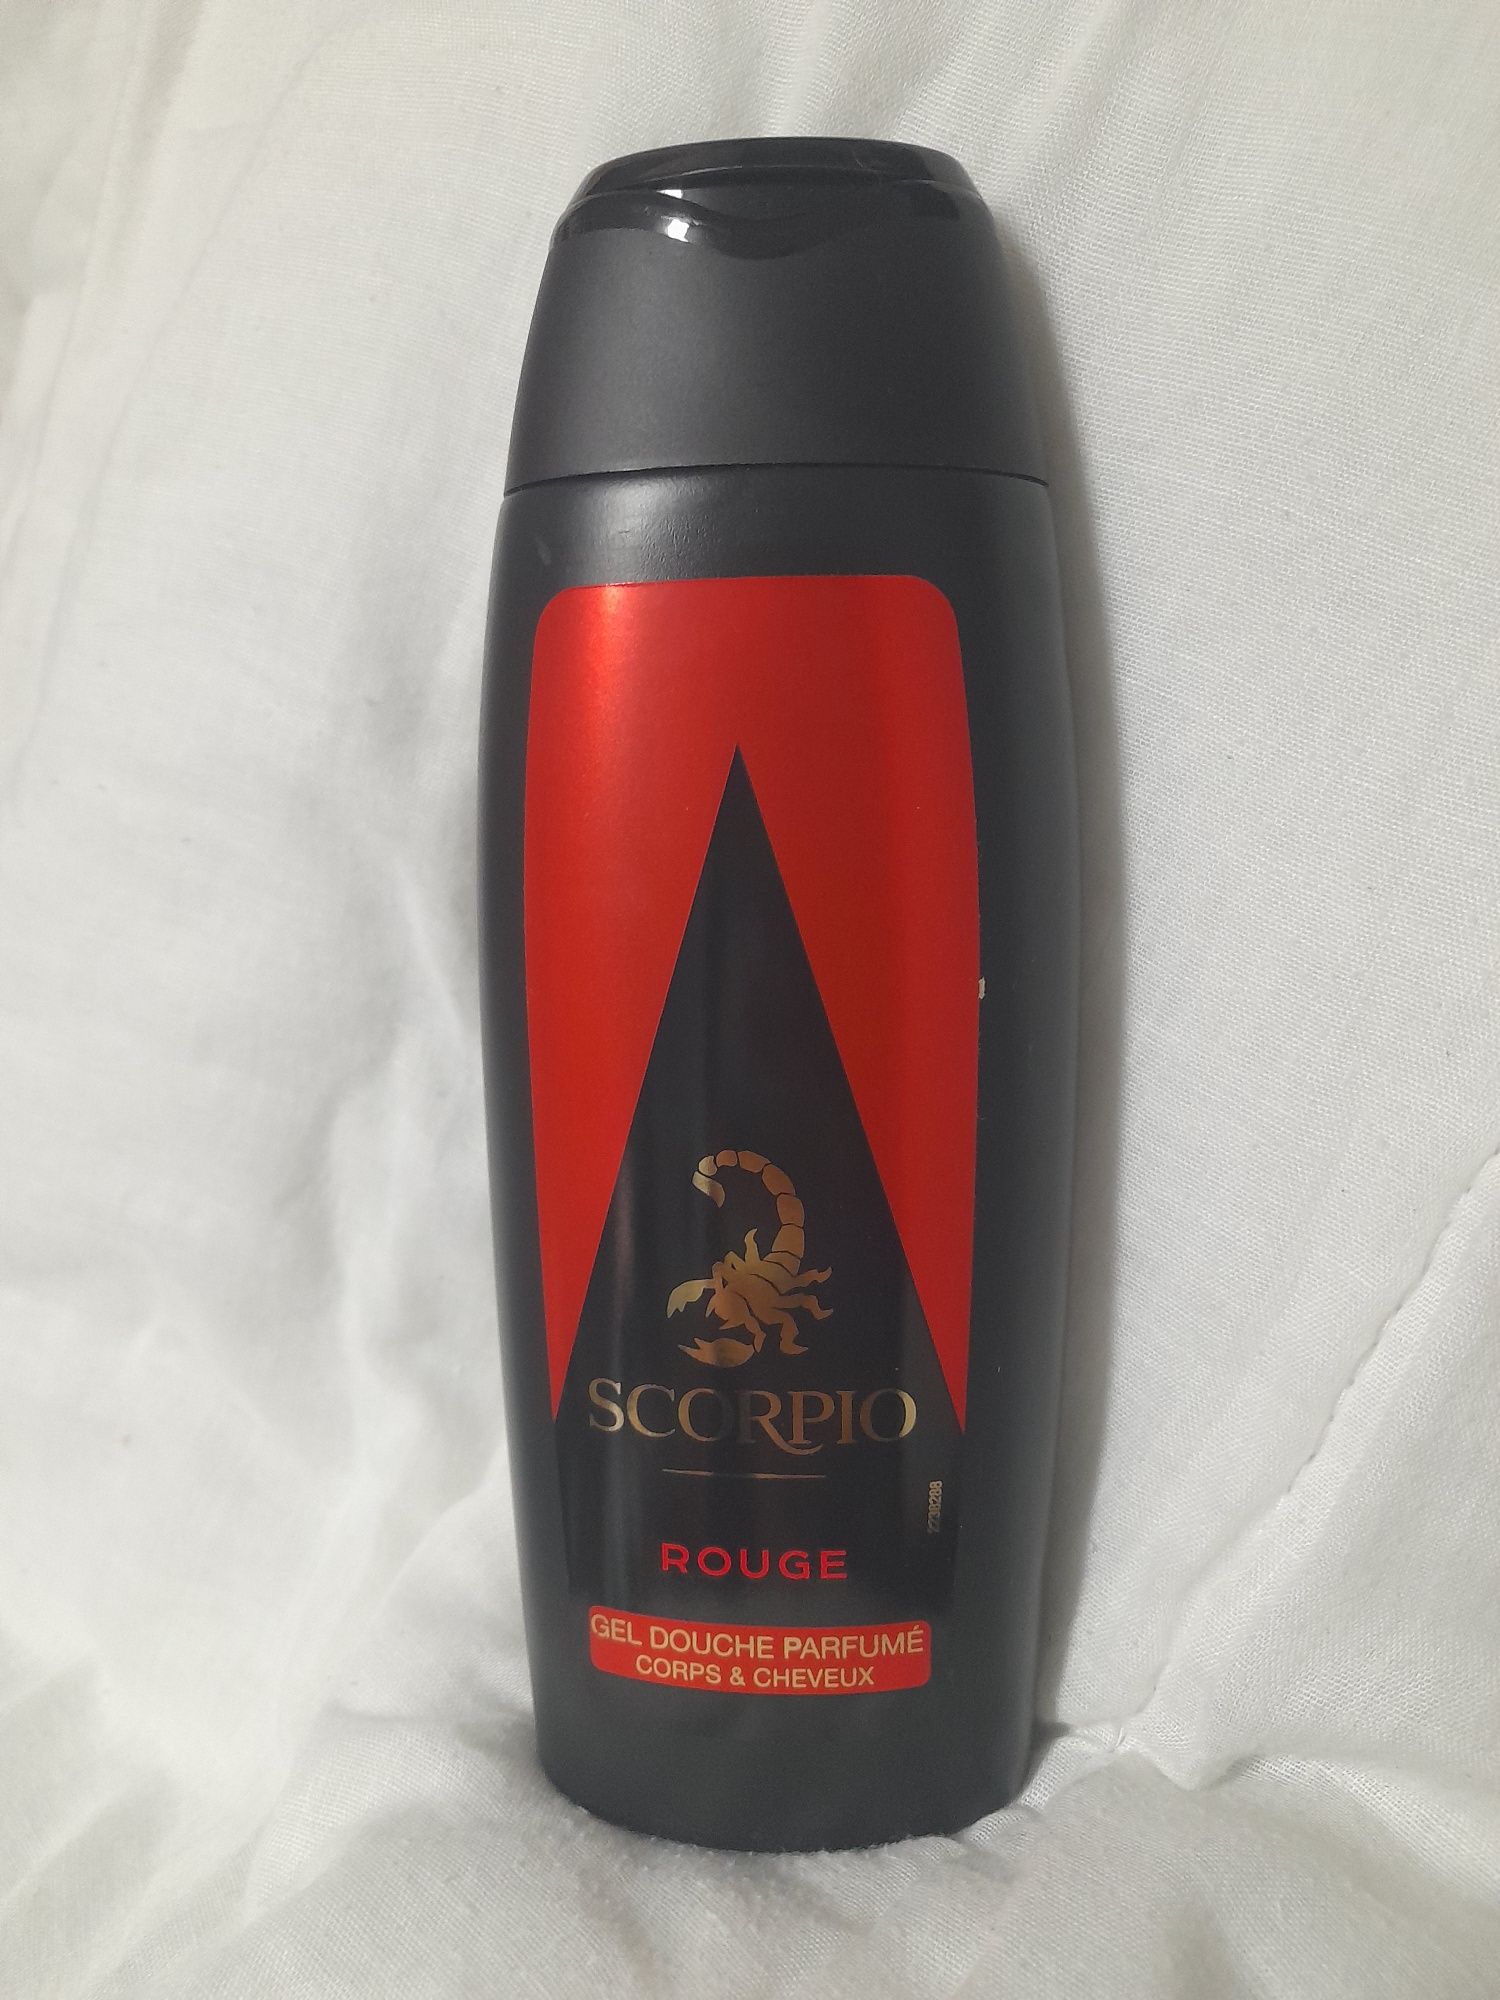 SCORPIO
ROUGE
GEL DOUCHE PARFUMÉ
CORPS & CHEVEUX